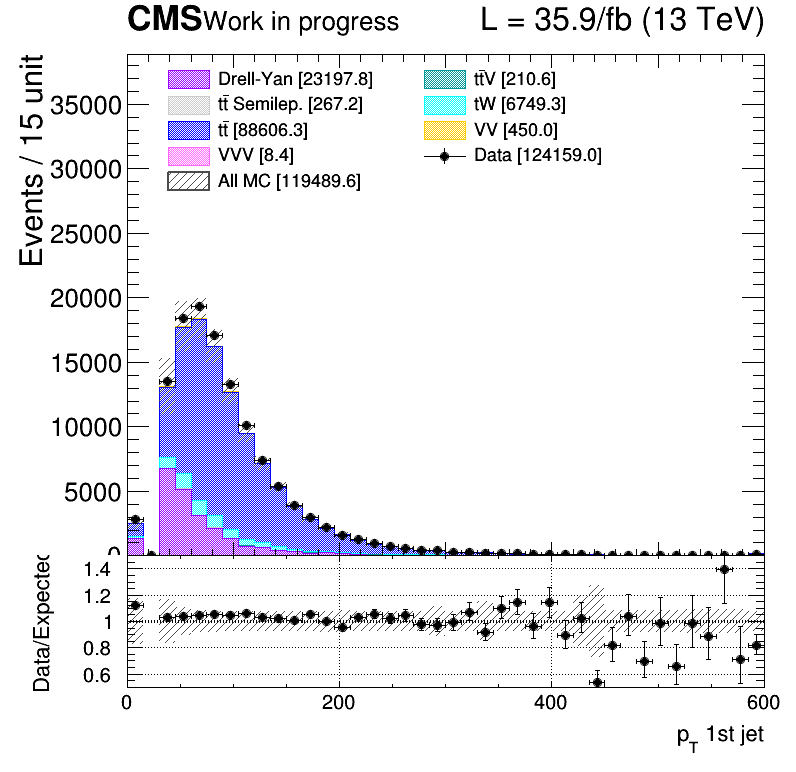 CMS Work in progress L = 35.9/fb (13 TeV)
Events / 15 unit
Drell-Yan [23197.8] tt̄V [210.6]
tt̄ Semilep. [267.2] tW [6749.3]
tt̄ [88606.3] VV [450.0]
VVV [8.4] Data [124159.0]
All MC [119489.6]
35000
30000
25000
20000
15000
10000
5000
0
Data/Expected
1.4
1.2
1
0.8
0.6
0 200 400 600
p_T 1st jet